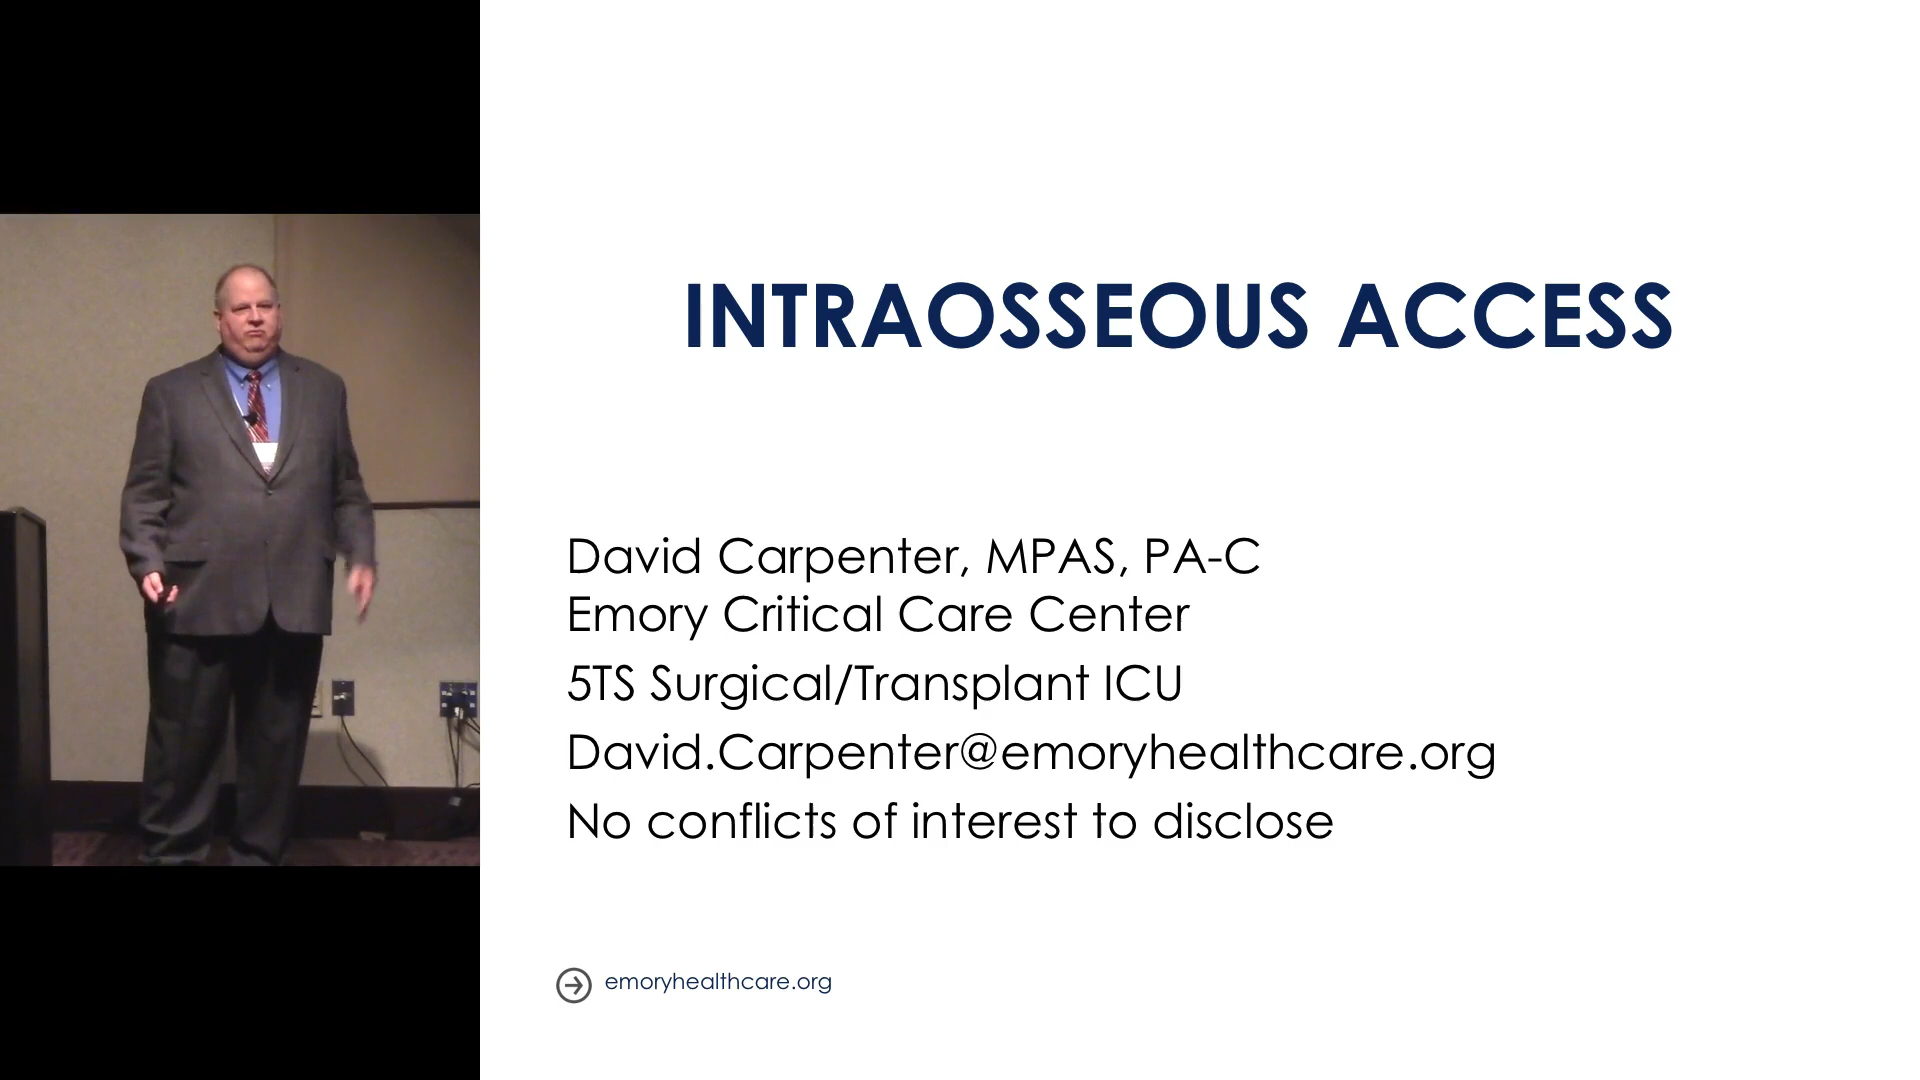 INTRAOSSEOUS ACCESS
David Carpenter, MPAS, PA-C
Emory Critical Care Center
5TS Surgical/Transplant ICU
David.Carpenter@emoryhealthcare.org
No conflicts of interest to disclose
emoryhealthcare.org